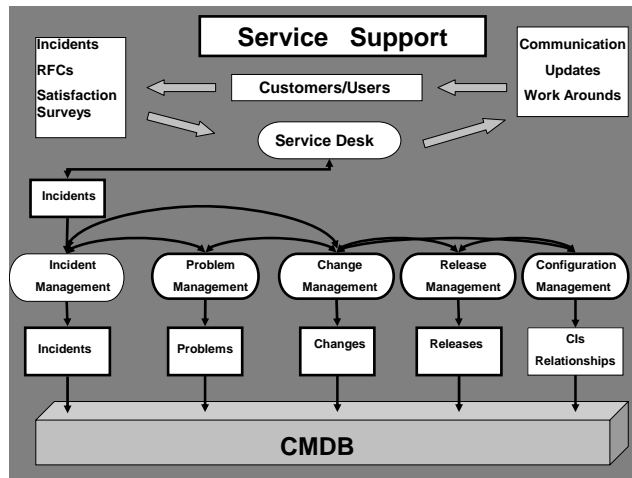 Service Support
Incidents
RFCs
Satisfaction
Surveys
Customers/Users
Communication
Updates
Work Arounds
Service Desk
Incidents
Incident
Management
Problem
Management
Change
Management
Release
Management
Configuration
Management
Incidents
Problems
Changes
Releases
CIs
Relationships
CMDB